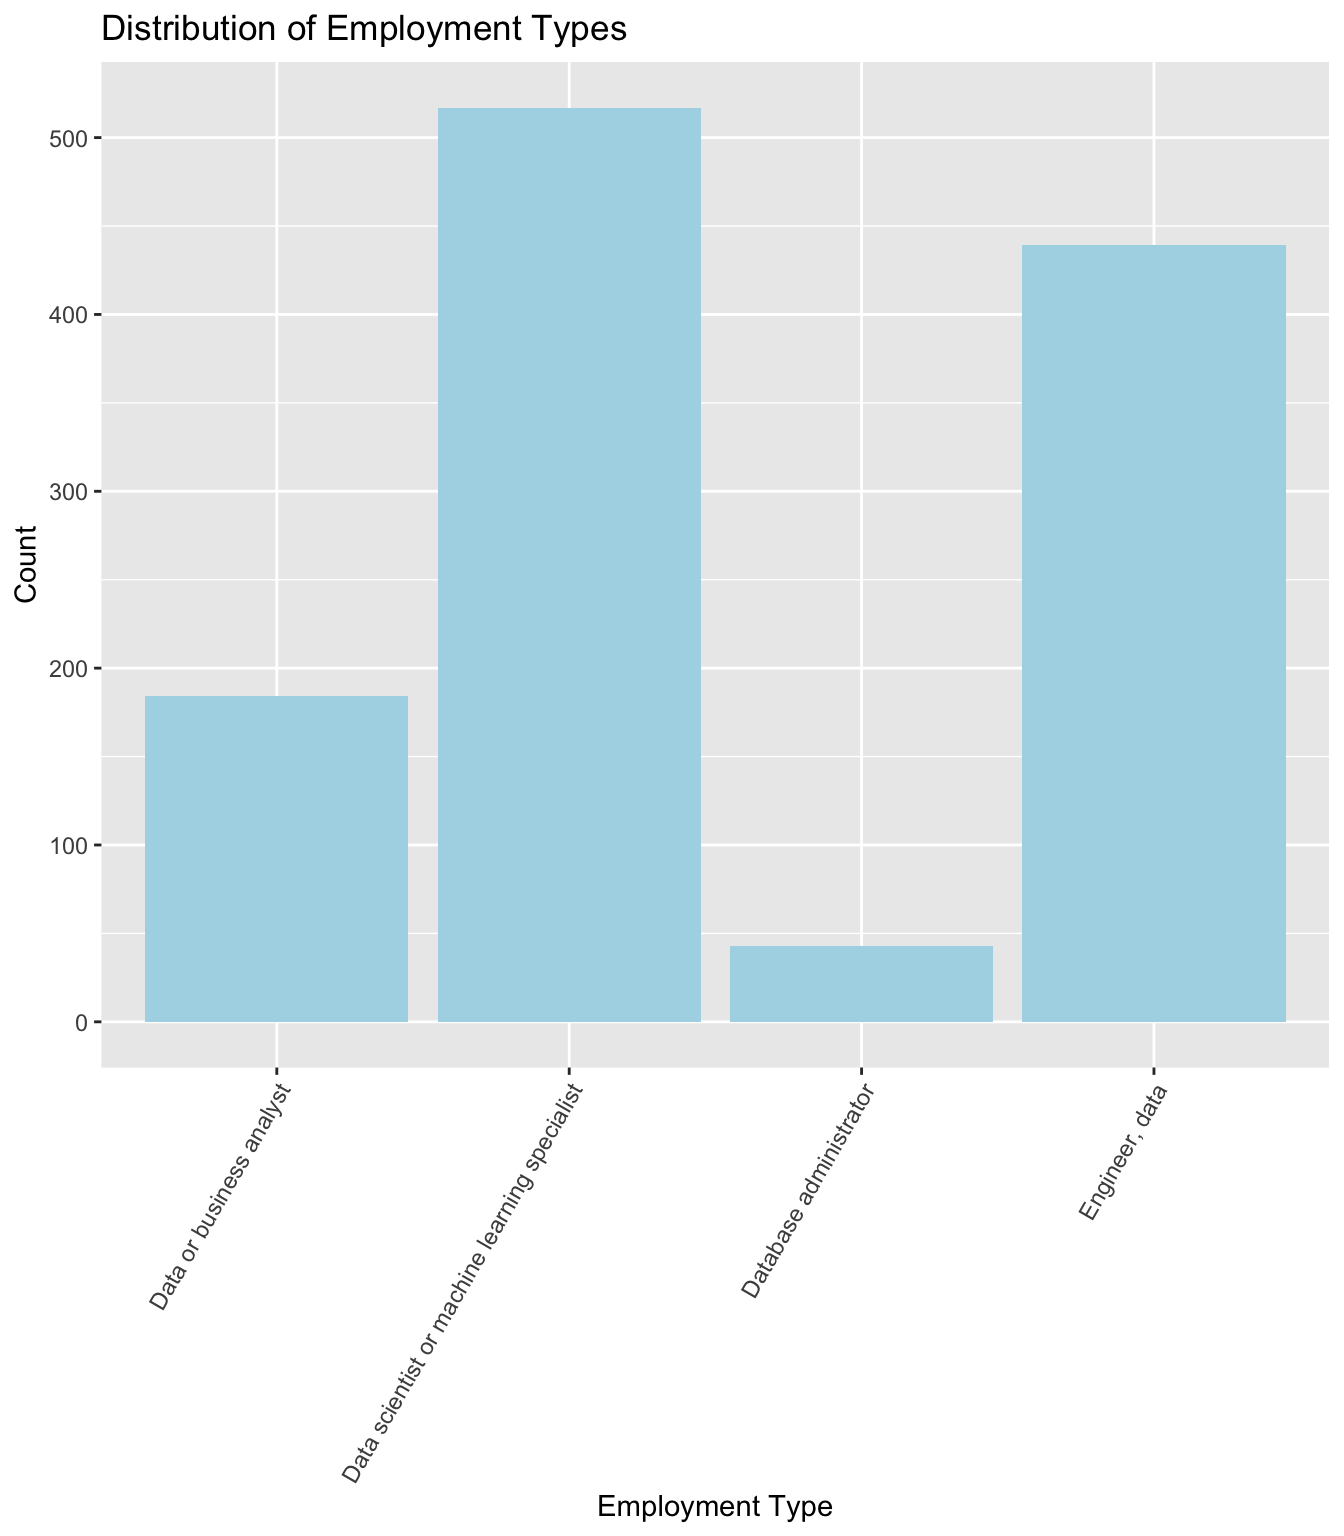 Distribution of Employment Types
Count
500
400
300
200
100
0
Data or business analyst
Data scientist or machine learning specialist
Database administrator
Engineer, data
Employment Type